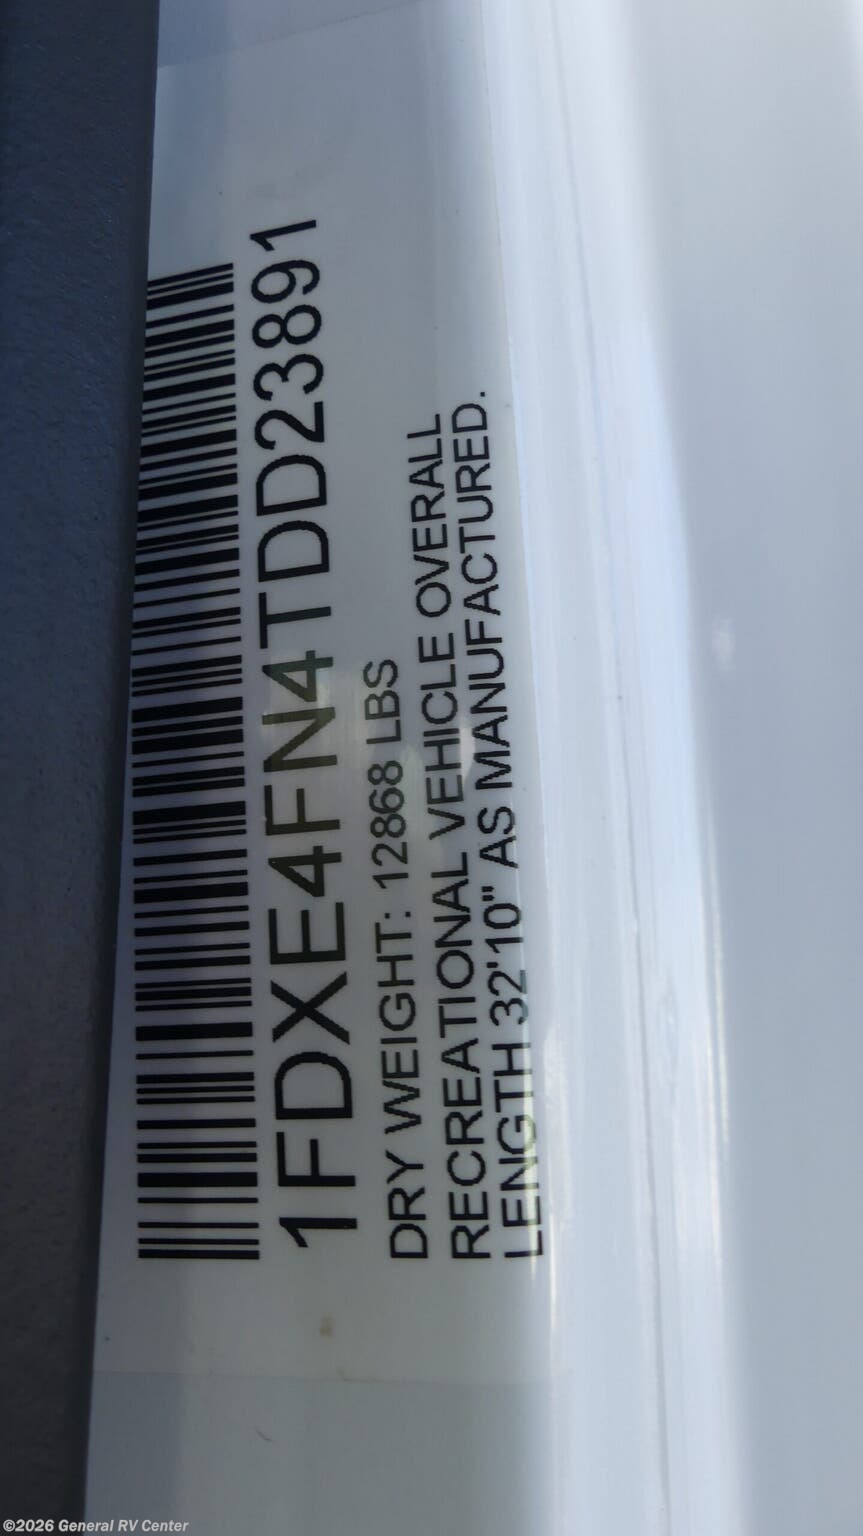 1FDXE4FN4TDD23891
DRY WEIGHT: 12868 LBS
RECREATIONAL VEHICLE OVERALL
LENGTH 32'10" AS MANUFACTURED.
©2026 General RV Center